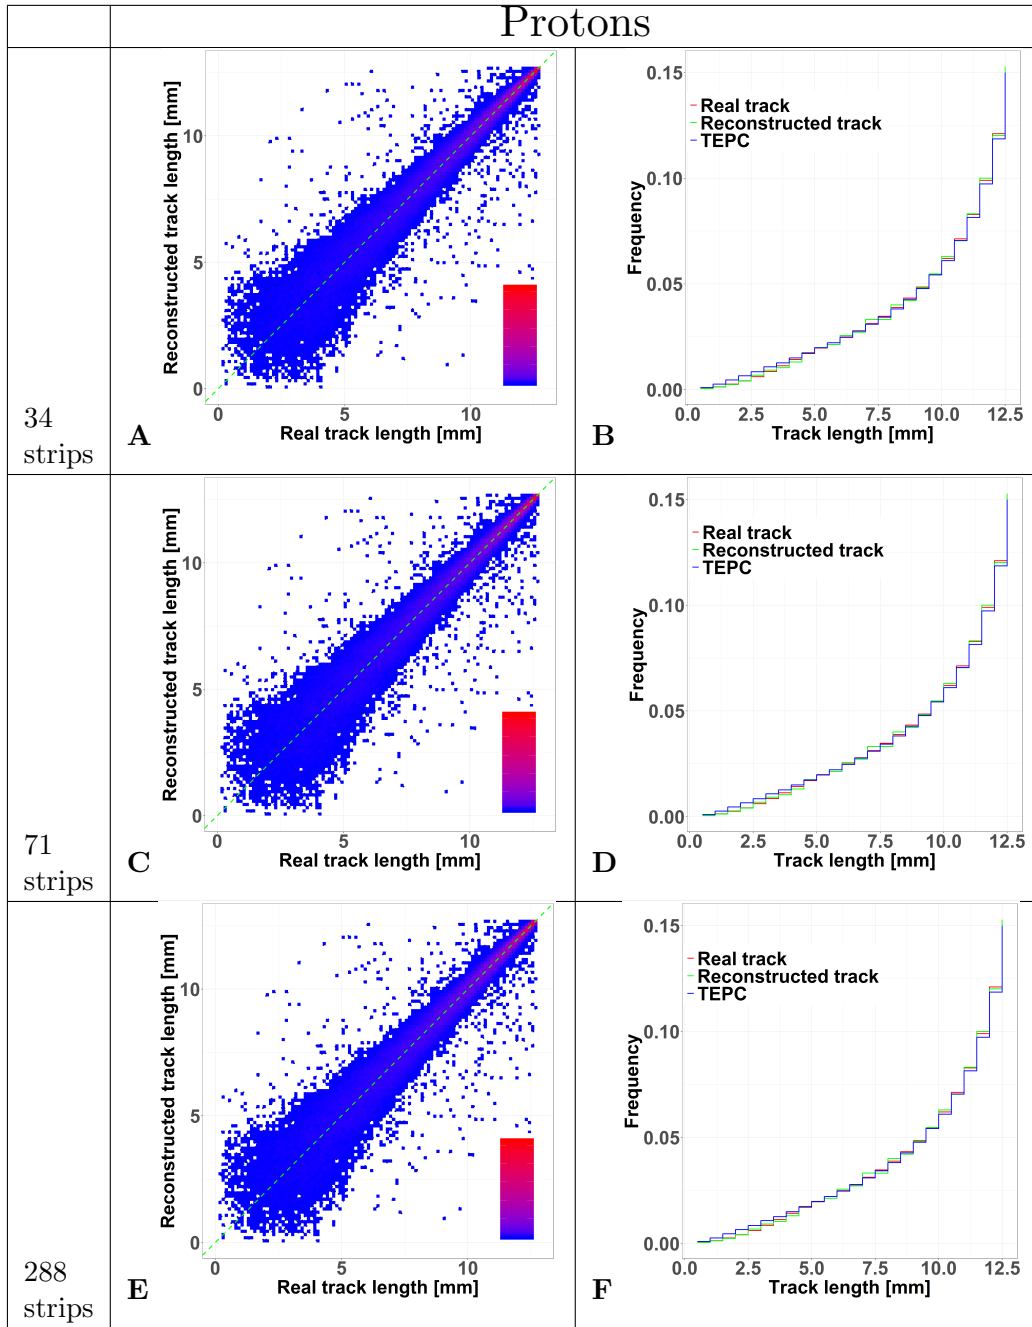 Protons
34
strips
Reconstructed track length [mm]
10
5
0
0 5 10
Real track length [mm]
A
Frequency
0.15
0.10
0.05
0.00
Real track
Reconstructed track
TEPC
0.0 2.5 5.0 7.5 10.0 12.5
Track length [mm]
B
71
strips
Reconstructed track length [mm]
10
5
0
0 5 10
Real track length [mm]
C
Frequency
0.15
0.10
0.05
0.00
Real track
Reconstructed track
TEPC
0.0 2.5 5.0 7.5 10.0 12.5
Track length [mm]
D
288
strips
Reconstructed track length [mm]
10
5
0
0 5 10
Real track length [mm]
E
Frequency
0.15
0.10
0.05
0.00
Real track
Reconstructed track
TEPC
0.0 2.5 5.0 7.5 10.0 12.5
Track length [mm]
F